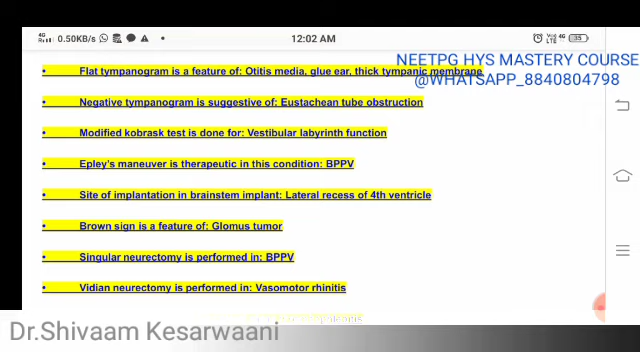 4G
0.50KB/s
12:02 AM
4G
LTE
35
NEETPG HYS MASTERY COURSE
@WHATSAPP_8840804798
• Flat tympanogram is a feature of: Otitis media, glue ear, thick tympanic membrane
• Negative tympanogram is suggestive of: Eustachean tube obstruction
• Modified kobrask test is done for: Vestibular labyrinth function
• Epley's maneuver is therapeutic in this condition: BPPV
• Site of implantation in brainstem implant: Lateral recess of 4th ventricle
• Brown sign is a feature of: Glomus tumor
• Singular neurectomy is performed in: BPPV
• Vidian neurectomy is performed in: Vasomotor rhinitis
Dr.Shivaam Kesarwaani